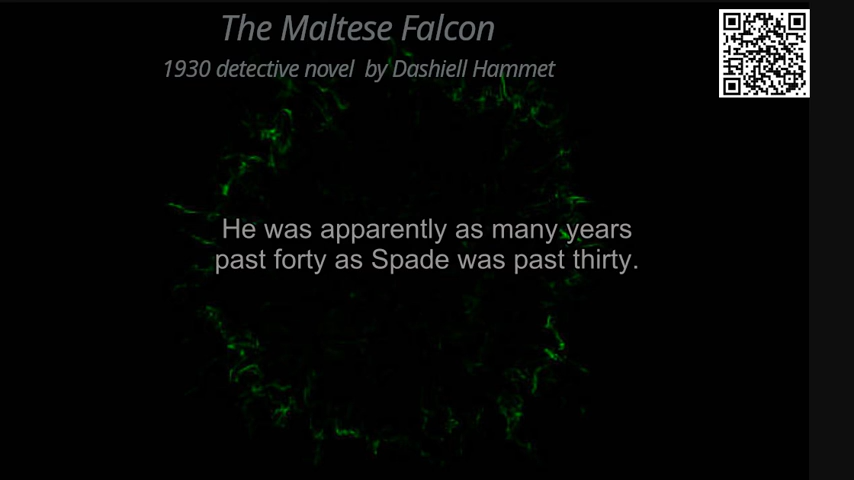 The Maltese Falcon
1930 detective novel by Dashiell Hammet
He was apparently as many years
past forty as Spade was past thirty.